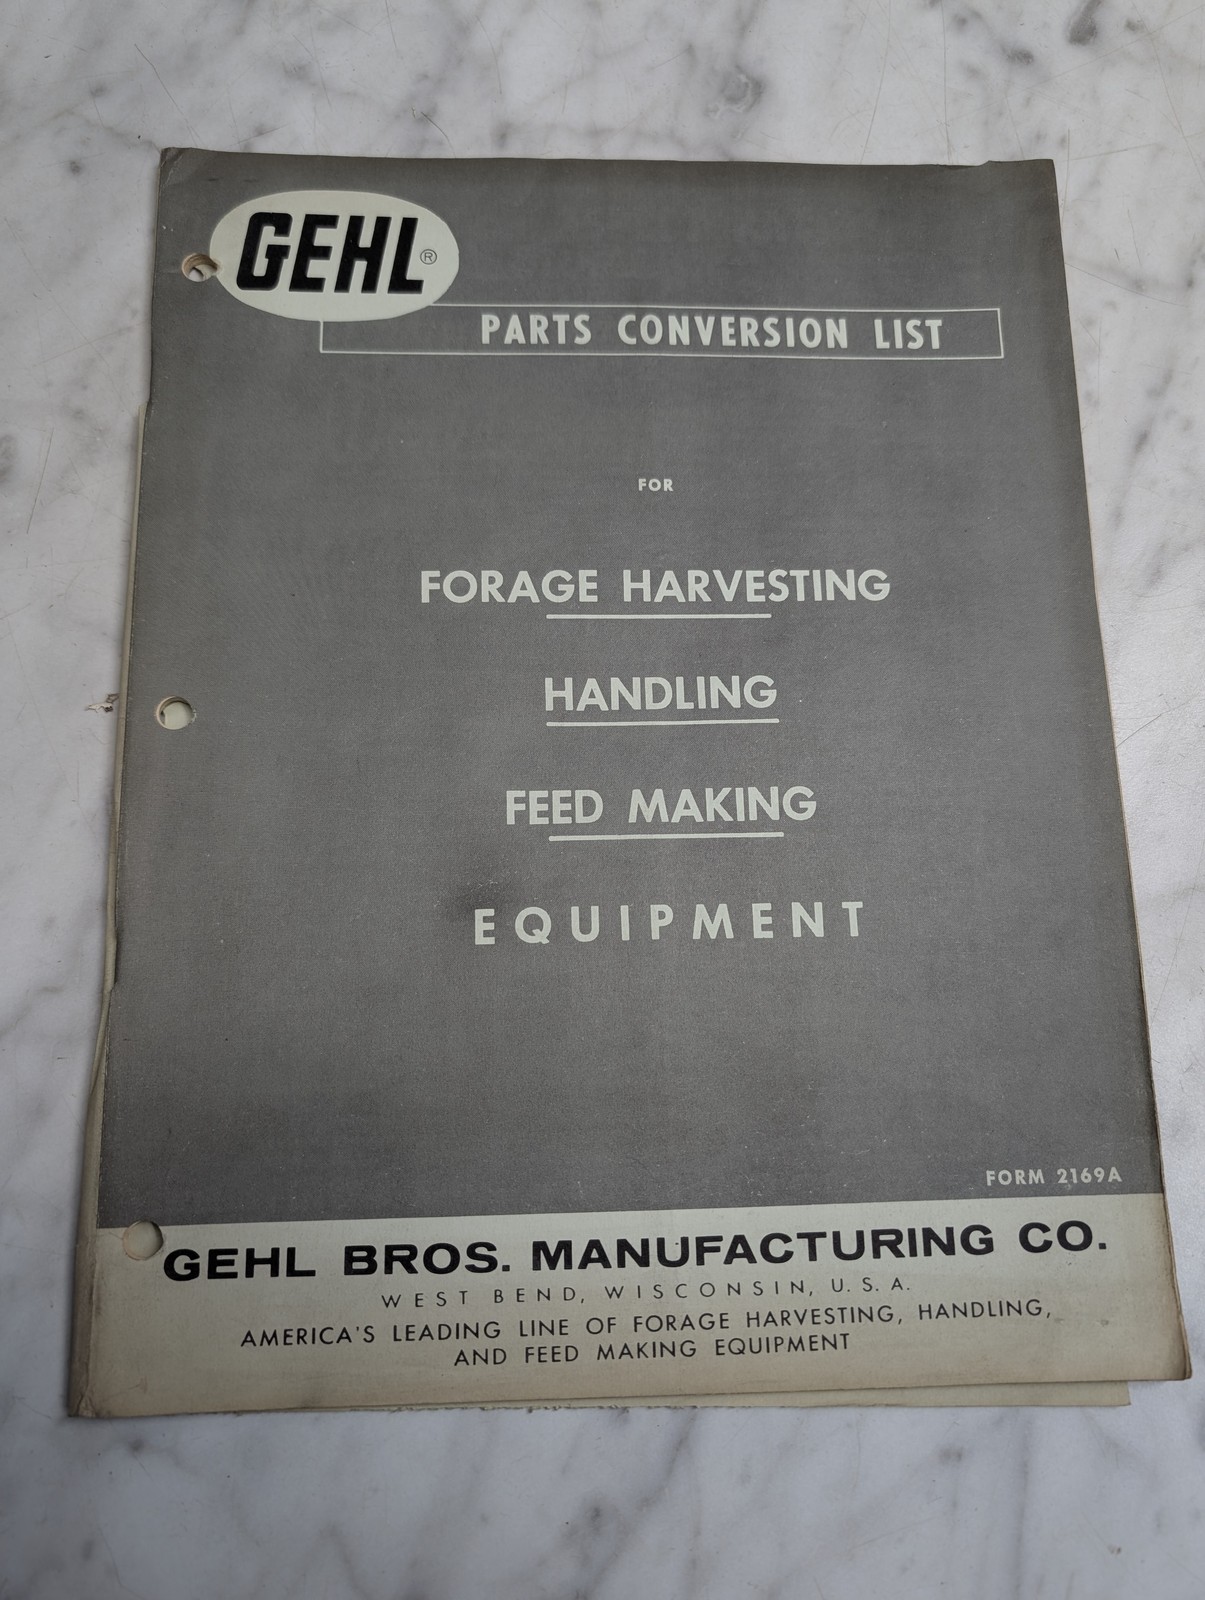 GEHL®
PARTS CONVERSION LIST
FOR
FORAGE HARVESTING
HANDLING
FEED MAKING
EQUIPMENT
FORM 2169A
GEHL BROS. MANUFACTURING CO.
WEST BEND, WISCONSIN, U.S.A.
AMERICA'S LEADING LINE OF FORAGE HARVESTING, HANDLING,
AND FEED MAKING EQUIPMENT